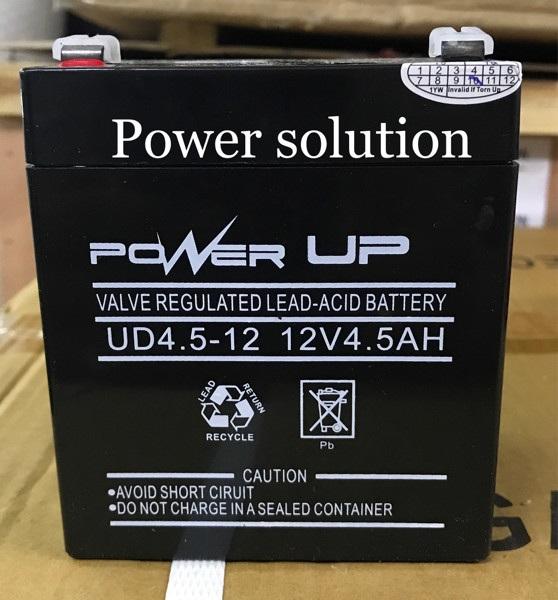 1 2 3 4 5 6
7 8 9 10 11 12
1YW Invalid If Torn Up
Power solution
POWER UP
VALVE REGULATED LEAD-ACID BATTERY
UD4.5-12 12V4.5AH
LEAD RETURN
RECYCLE
Pb
CAUTION
•AVOID SHORT CIRUIT
•DO NOT CHARGE IN A SEALED CONTAINER